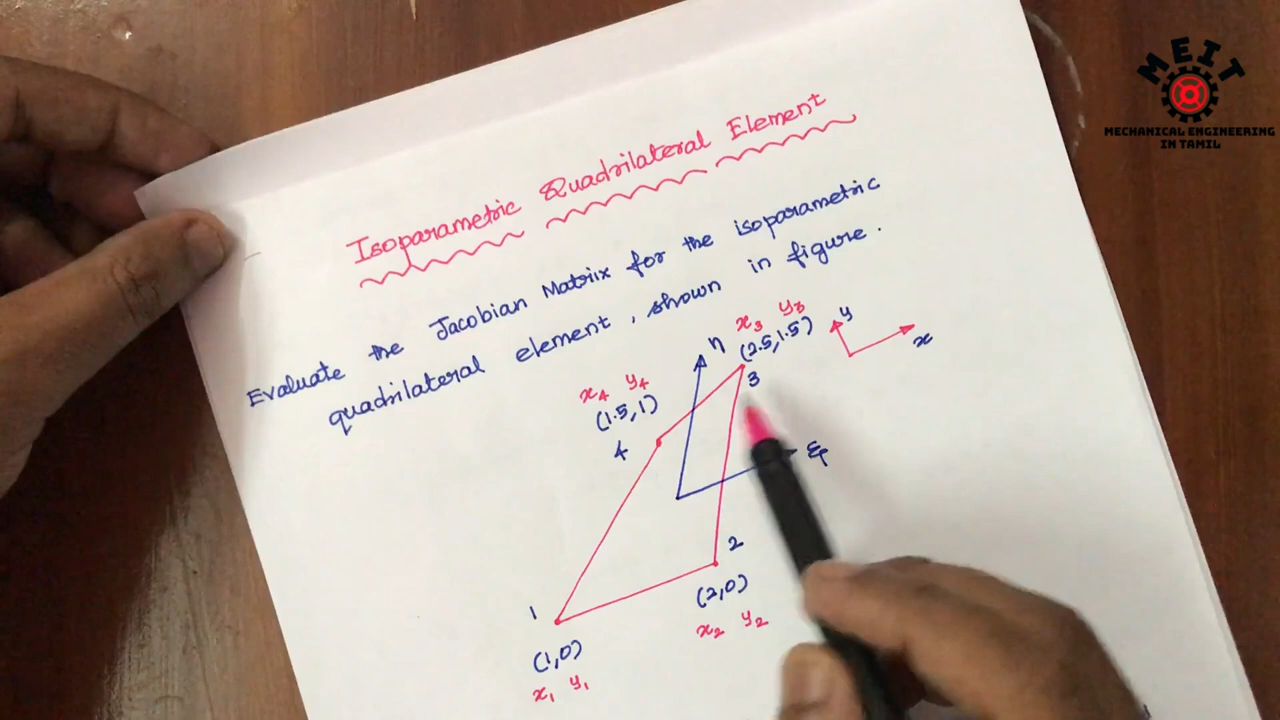 Isoparametric Quadrilateral Element
Evaluate the Jacobian Matrix for the isoparametric
quadrilateral element, shown in figure.
x₃ y₃
(2.5,1.5)
3
y
x
η
x₄ y₄
(1.5,1)
4
ξ
2
(2,0)
x₂ y₂
1
(1,0)
x₁ y₁
MEIT
MECHANICAL ENGINEERING
IN TAMIL